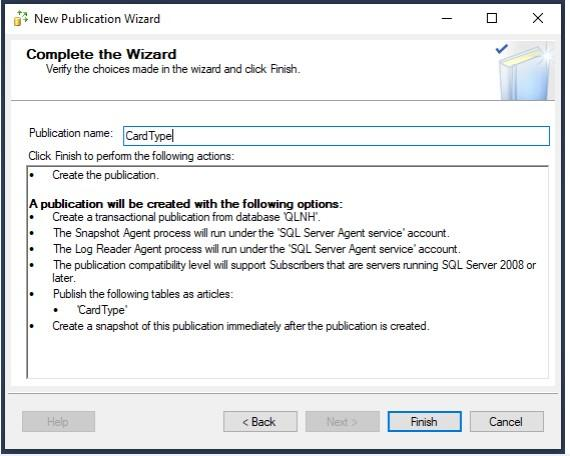 New Publication Wizard
Complete the Wizard
Verify the choices made in the wizard and click Finish.
Publication name: CardType
Click Finish to perform the following actions:
• Create the publication.
A publication will be created with the following options:
• Create a transactional publication from database 'QLNH'.
• The Snapshot Agent process will run under the 'SQL Server Agent service' account.
• The Log Reader Agent process will run under the 'SQL Server Agent service' account.
• The publication compatibility level will support Subscribers that are servers running SQL Server 2008 or
later.
• Publish the following tables as articles:
• 'CardType'
• Create a snapshot of this publication immediately after the publication is created.
Help < Back Next > Finish Cancel